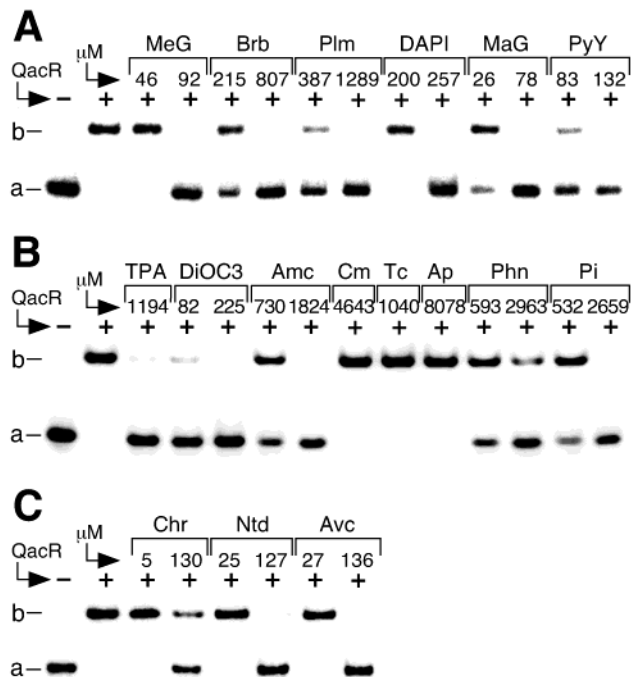 A
μM MeG Brb Plm DAPI MaG PyY
QacR 46 92 215 807 387 1289 200 257 26 78 83 132
− + + + + + + + + + + + + +
b−
a−
B
μM TPA DiOC3 Amc Cm Tc Ap Phn Pi
QacR 1194 82 225 730 1824 4643 1040 8078 593 2963 532 2659
− + + + + + + + + + + + + +
b−
a−
C
μM Chr Ntd Avc
QacR 5 130 25 127 27 136
− + + + + + + +
b−
a−